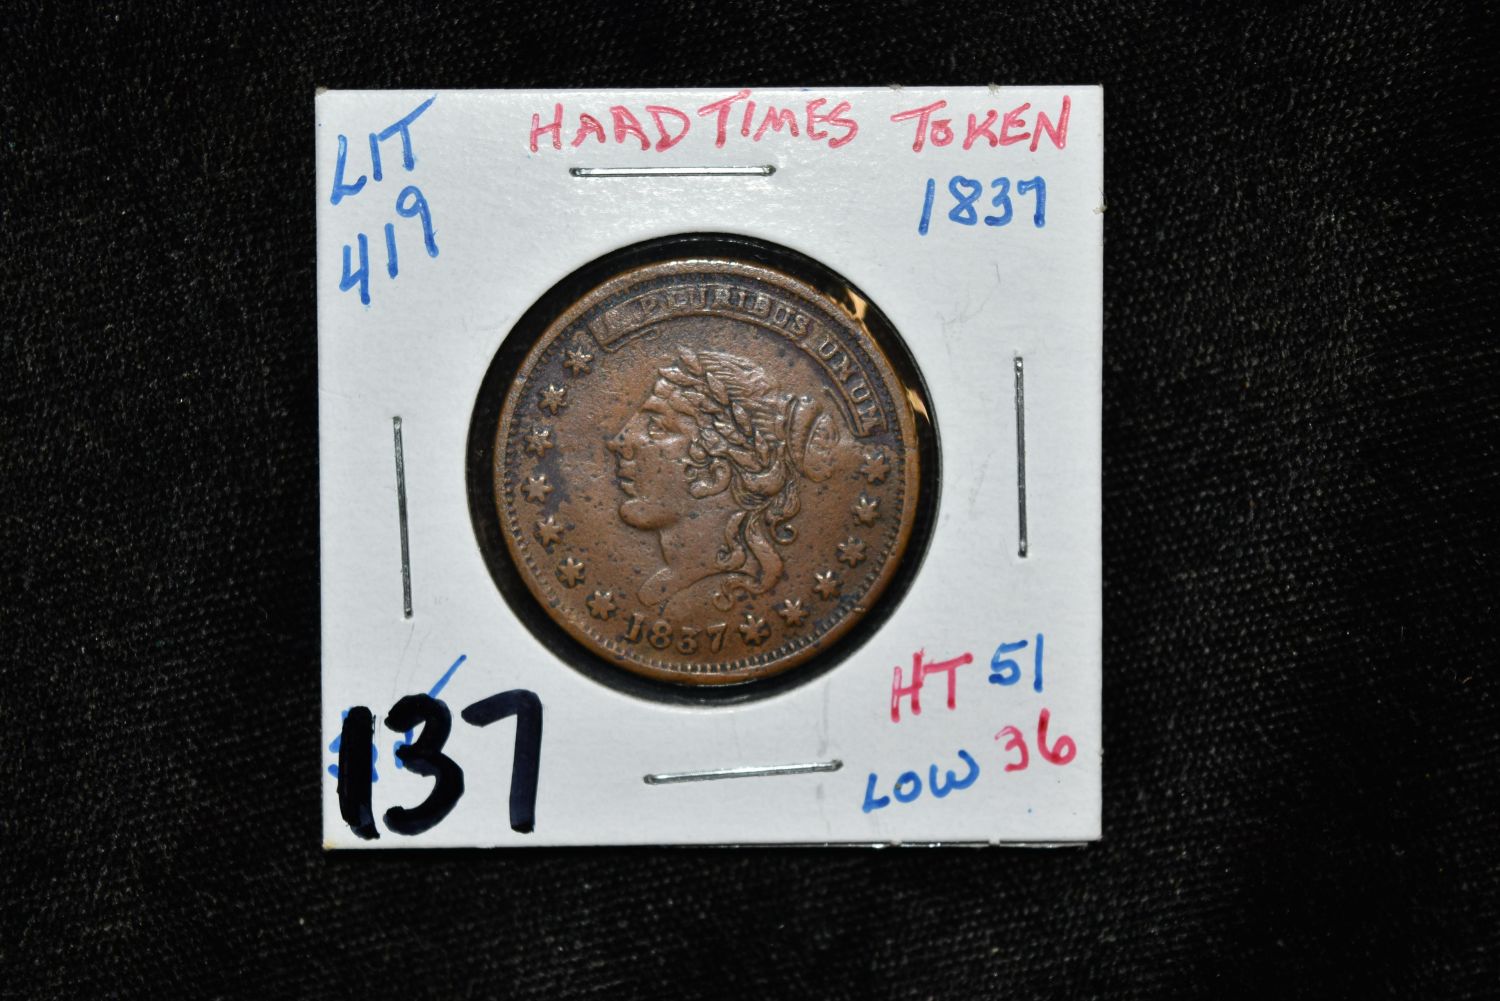 HARD TIMES TOKEN
1837
LIT
419
E PLURIBUS UNUM
1837
HT 51
LOW 36
137